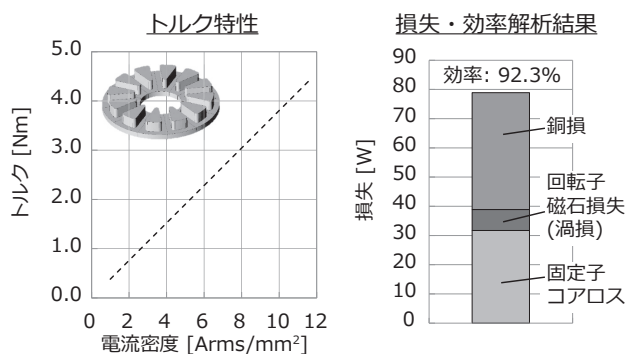 トルク特性
トルク [Nm]
5.0
4.0
3.0
2.0
1.0
0.0
0 2 4 6 8 10 12
電流密度 [Arms/mm²]
損失・効率解析結果
損失 [W]
90
80
70
60
50
40
30
20
10
0
効率: 92.3%
銅損
回転子
磁石損失
(渦損)
固定子
コアロス